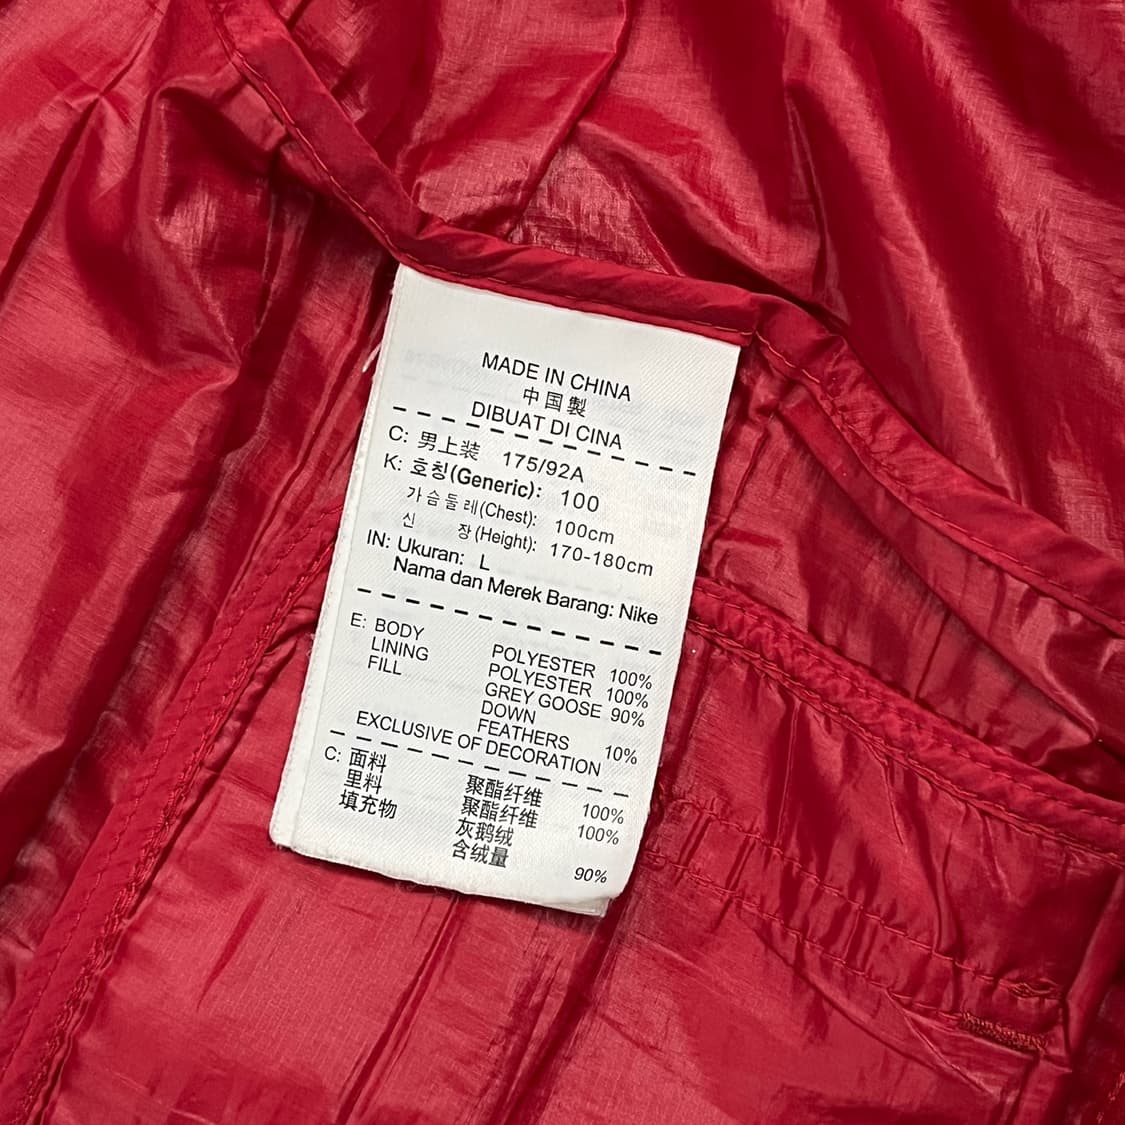 MADE IN CHINA
中国製
DIBUAT DI CINA
C: 男上装 175/92A
K: 호칭(Generic): 100
가슴둘레(Chest): 100cm
신 장(Height): 170-180cm
IN: Ukuran: L
Nama dan Merek Barang: Nike
E: BODY POLYESTER 100%
LINING POLYESTER 100%
FILL GREY GOOSE 90%
DOWN
FEATHERS 10%
EXCLUSIVE OF DECORATION
C: 面料 聚酯纤维 100%
里料 聚酯纤维 100%
填充物 灰鹅绒
含绒量 90%